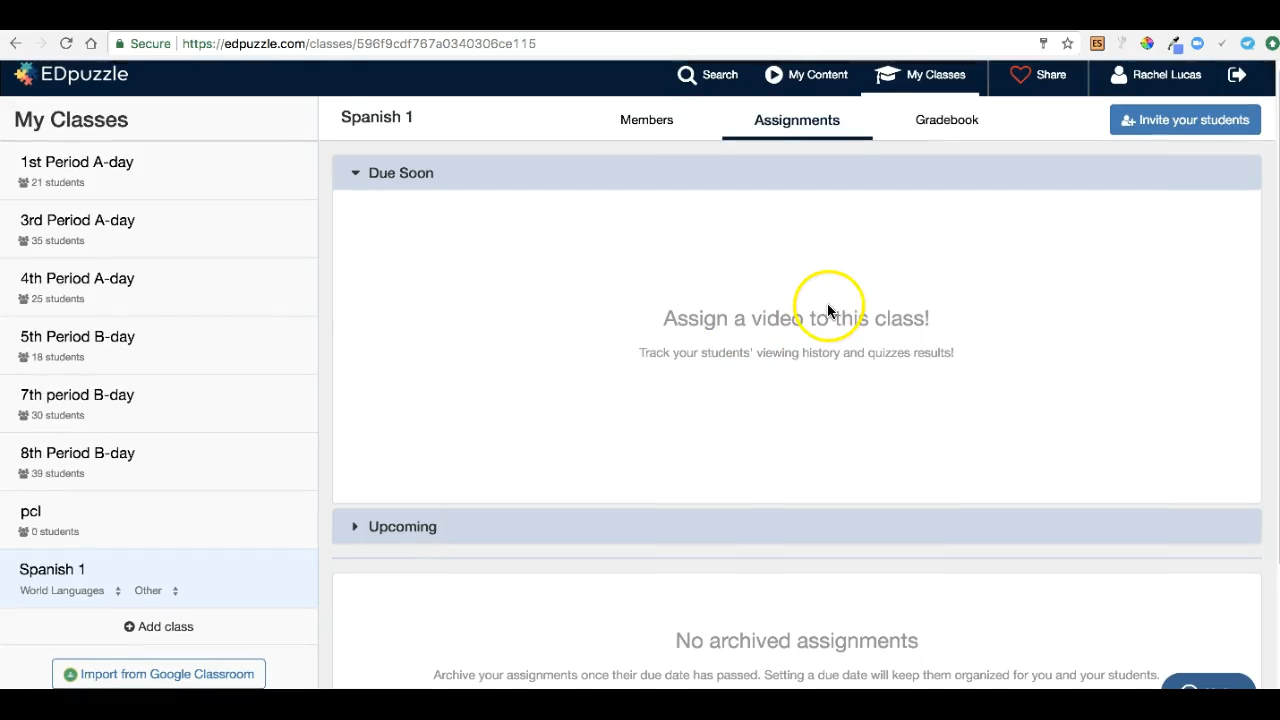 Secure https://edpuzzle.com/classes/596f9cdf767a0340306ce115
ES
EDpuzzle
Search
My Content
My Classes
Share
Rachel Lucas
My Classes
1st Period A-day
21 students
3rd Period A-day
35 students
4th Period A-day
25 students
5th Period B-day
18 students
7th period B-day
30 students
8th Period B-day
39 students
pcl
0 students
Spanish 1
World Languages Other
Add class
Import from Google Classroom
Spanish 1
Members
Assignments
Gradebook
Invite your students
Due Soon
Assign a video to this class!
Track your students' viewing history and quizzes results!
Upcoming
No archived assignments
Archive your assignments once their due date has passed. Setting a due date will keep them organized for you and your students.